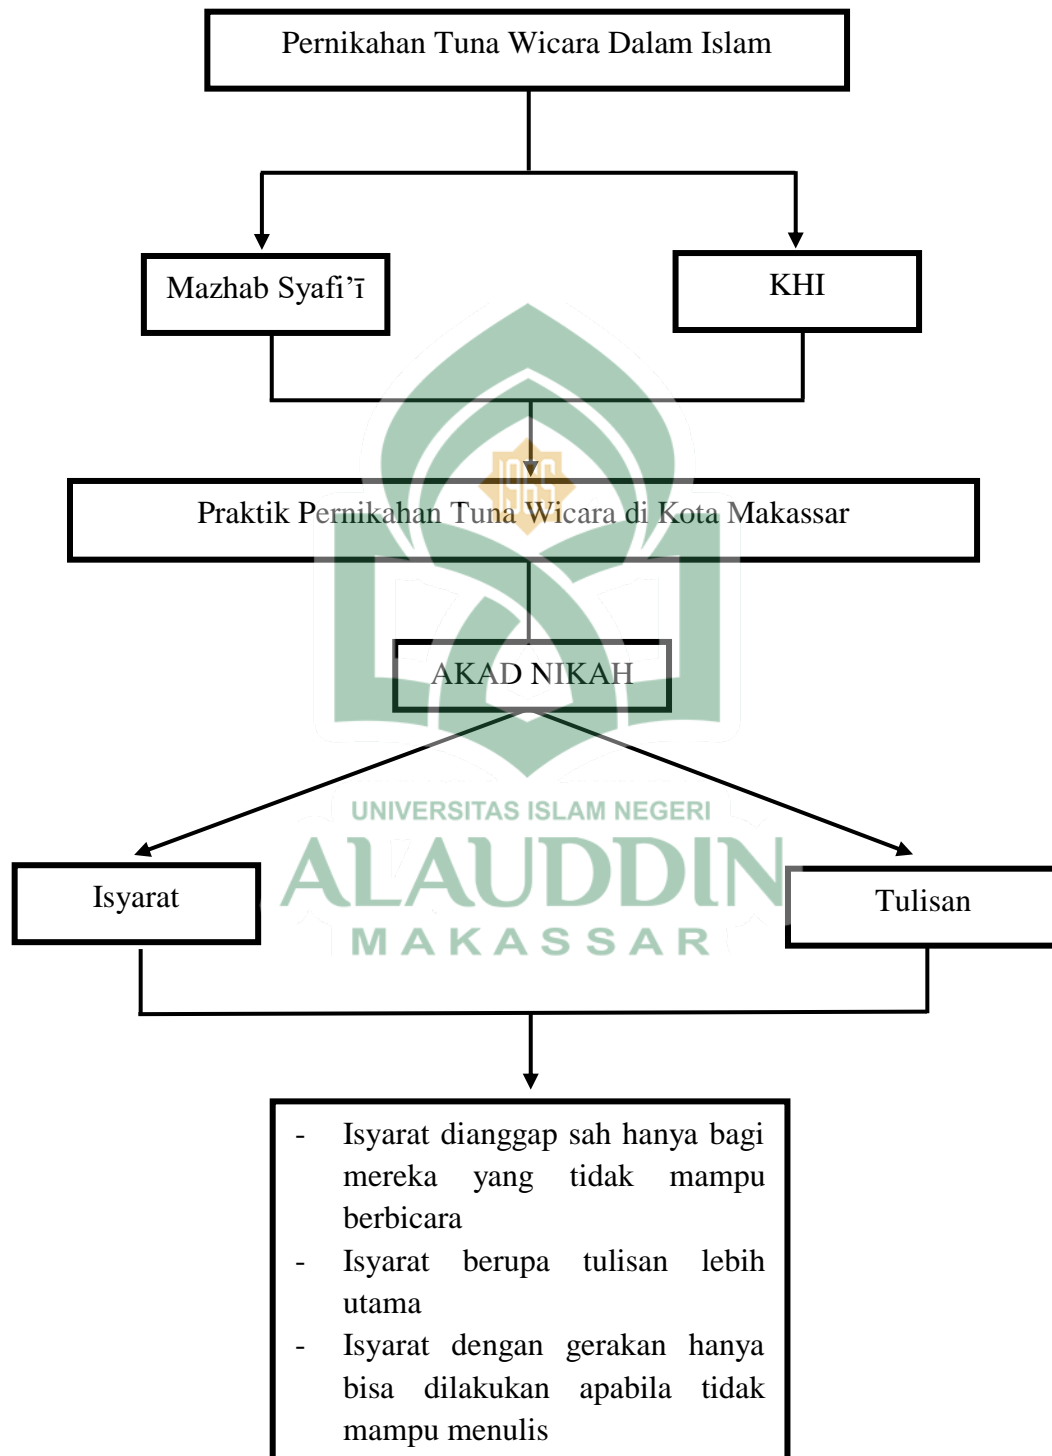 Pernikahan Tuna Wicara Dalam Islam
Mazhab Syafi’ī
KHI
1965
Praktik Pernikahan Tuna Wicara di Kota Makassar
AKAD NIKAH
UNIVERSITAS ISLAM NEGERI
ALAUDDIN
MAKASSAR
Isyarat
Tulisan
- Isyarat dianggap sah hanya bagi
mereka yang tidak mampu
berbicara
- Isyarat berupa tulisan lebih
utama
- Isyarat dengan gerakan hanya
bisa dilakukan apabila tidak
mampu menulis